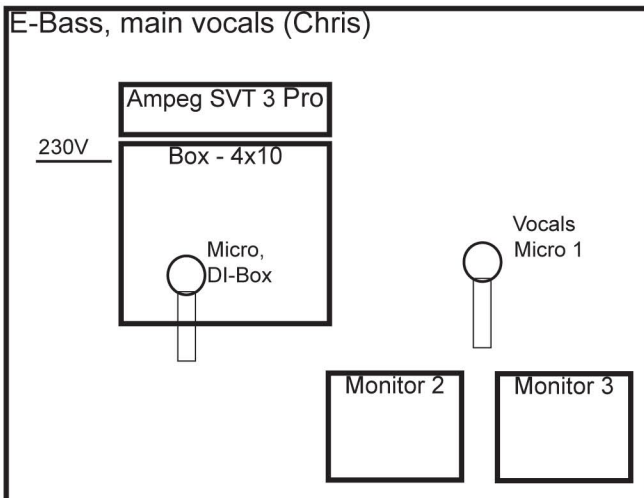 E-Bass, main vocals (Chris)
Ampeg SVT 3 Pro
230V
Box - 4x10
Micro,
DI-Box
Vocals
Micro 1
Monitor 2
Monitor 3